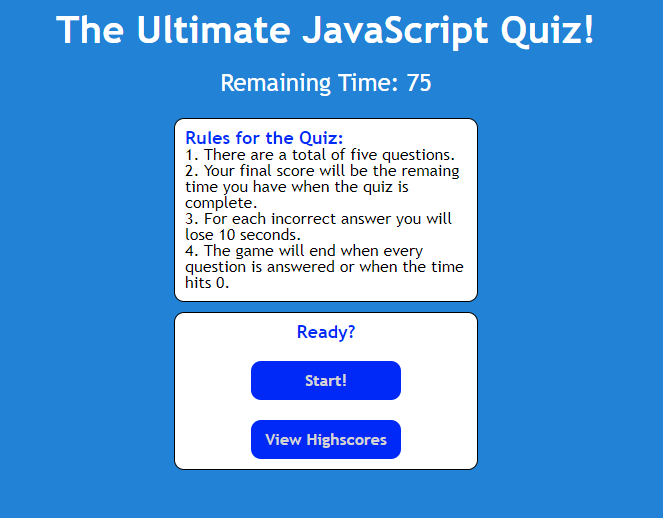 The Ultimate JavaScript Quiz!
Remaining Time: 75
Rules for the Quiz:
1. There are a total of five questions.
2. Your final score will be the remaing
time you have when the quiz is
complete.
3. For each incorrect answer you will
lose 10 seconds.
4. The game will end when every
question is answered or when the time
hits 0.
Ready?
Start!
View Highscores